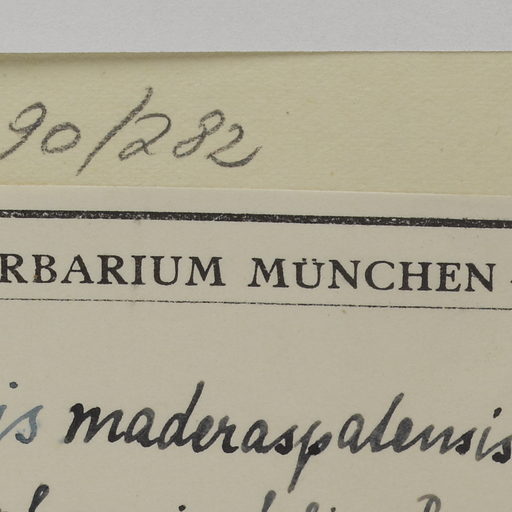 90/282
RBARIUM MÜNCHEN
is maderaspatensis